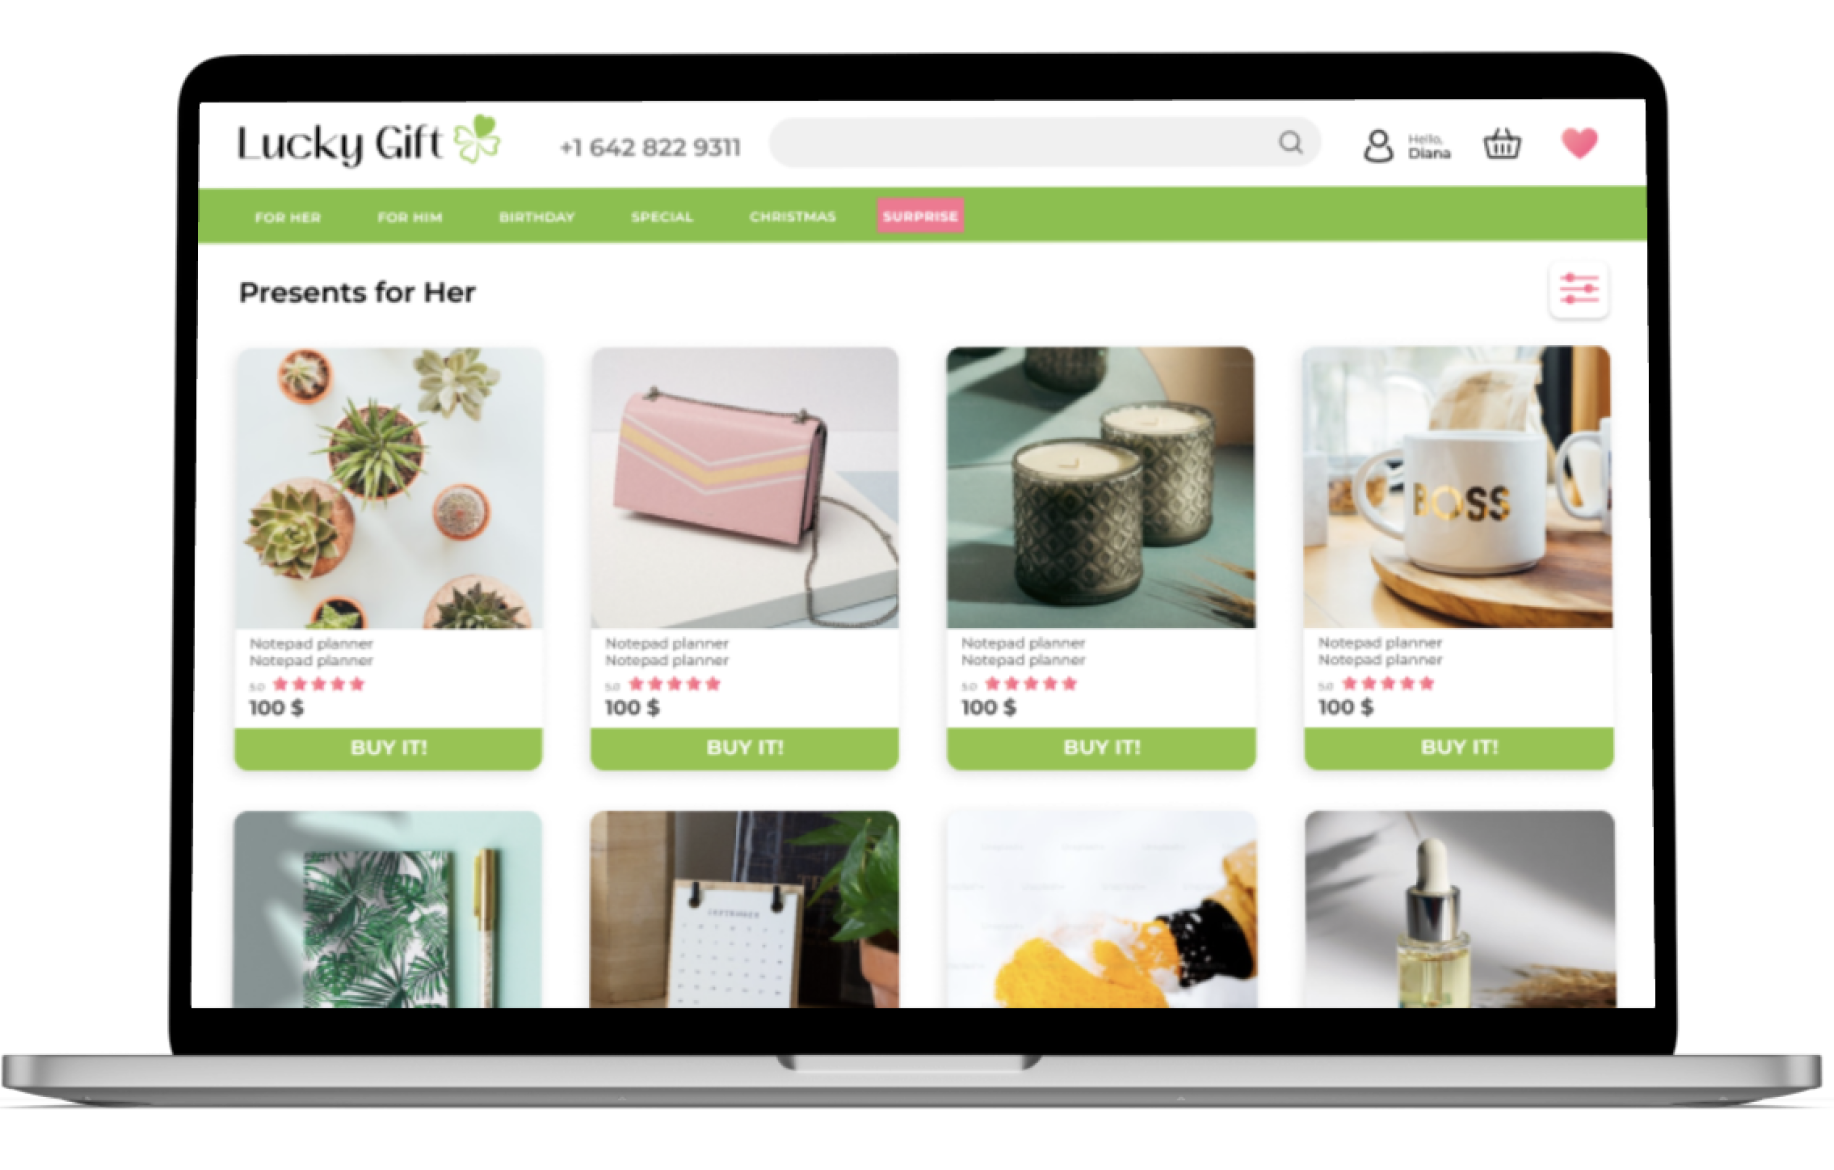 Lucky Gift
+1 642 822 9311
Hello,
Diana
FOR HER
FOR HIM
BIRTHDAY
SPECIAL
CHRISTMAS
SURPRISE
Presents for Her
BOSS
Notepad planner
Notepad planner
5.0
100 $
BUY IT!
Notepad planner
Notepad planner
5.0
100 $
BUY IT!
Notepad planner
Notepad planner
5.0
100 $
BUY IT!
Notepad planner
Notepad planner
5.0
100 $
BUY IT!
SEPTEMBER